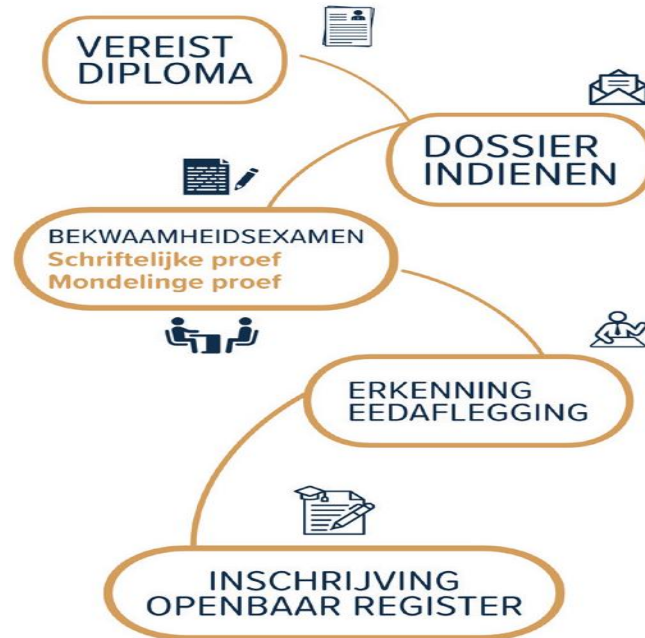 VEREIST
DIPLOMA
DOSSIER
INDIENEN
BEKWAAMHEIDSEXAMEN
Schriftelijke proef
Mondelinge proef
ERKENNING
EEDAFLEGGING
INSCHRIJVING
OPENBAAR REGISTER